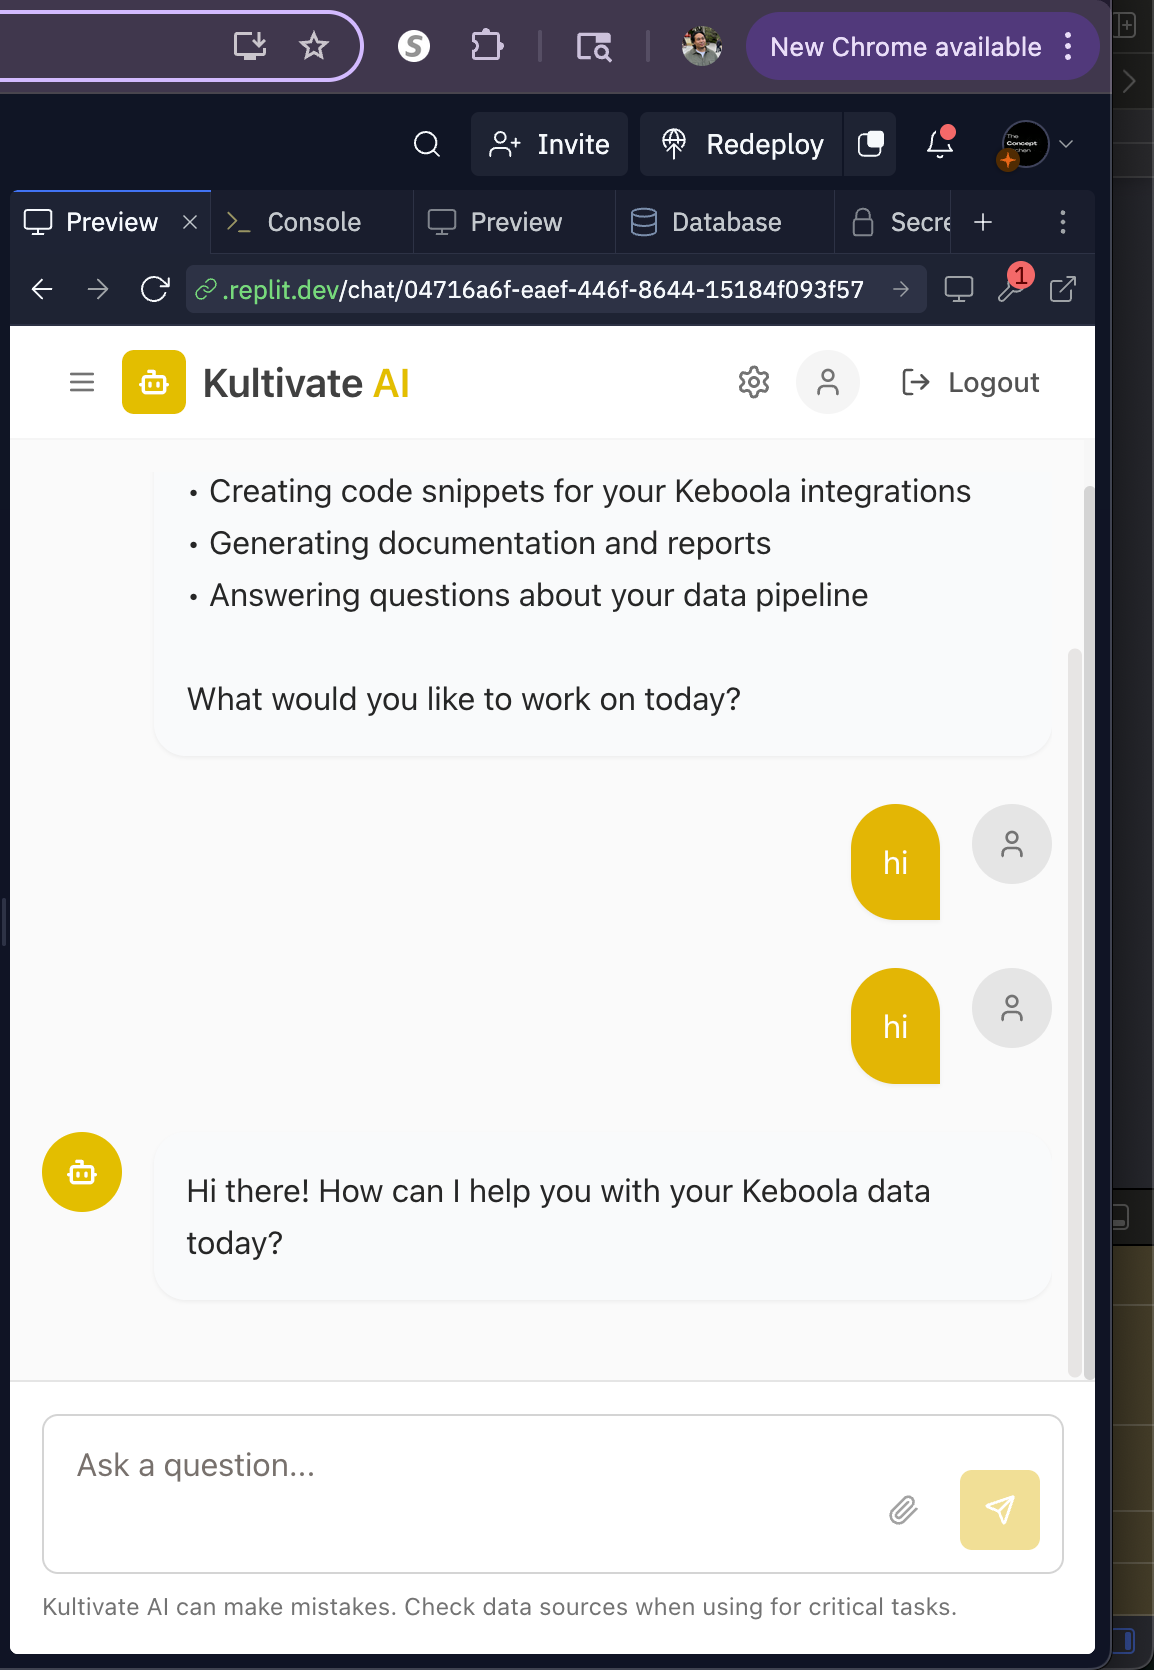 S
New Chrome available
Invite
Redeploy
The
Concept
Preview
Console
Preview
Database
Secre
.replit.dev/chat/04716a6f-eaef-446f-8644-15184f093f57
1
Kultivate AI
Logout
• Creating code snippets for your Keboola integrations
• Generating documentation and reports
• Answering questions about your data pipeline
What would you like to work on today?
hi
hi
Hi there! How can I help you with your Keboola data
today?
Ask a question...
Kultivate AI can make mistakes. Check data sources when using for critical tasks.